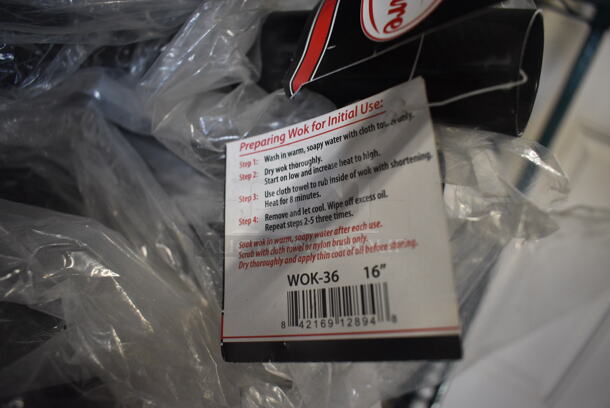 Preparing Wok for Initial Use:
Step 1: Wash in warm, soapy water with cloth towel only.
Step 2: Dry wok thoroughly.
Start on low and increase heat to high.
Step 3: Use cloth towel to rub inside of wok with shortening.
Heat for 8 minutes.
Step 4: Remove and let cool. Wipe off excess oil.
Repeat steps 2-5 three times.
Soak wok in warm, soapy water after each use.
Scrub with cloth towel or nylon brush only.
Dry thoroughly and apply thin coat of oil before storing.
WOK-36 16"
8 42169 12894 8